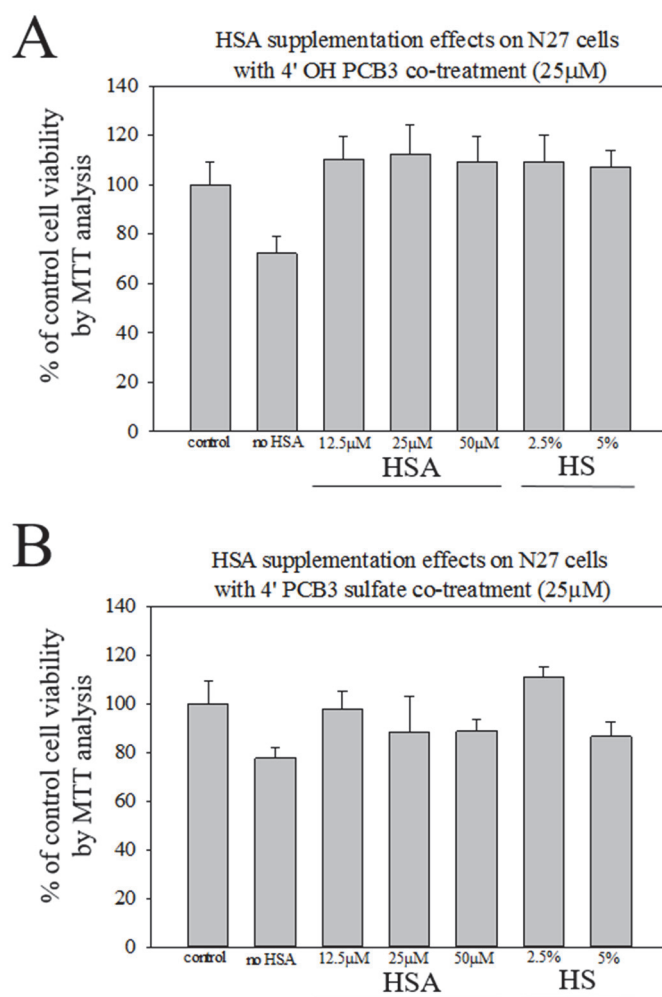 A
HSA supplementation effects on N27 cells
with 4' OH PCB3 co-treatment (25µM)
% of control cell viability
by MTT analysis
140
120
100
80
60
40
20
0
control no HSA 12.5µM 25µM 50µM 2.5% 5%
HSA HS
B
HSA supplementation effects on N27 cells
with 4' PCB3 sulfate co-treatment (25µM)
% of control cell viability
by MTT analysis
140
120
100
80
60
40
20
0
control no HSA 12.5µM 25µM 50µM 2.5% 5%
HSA HS